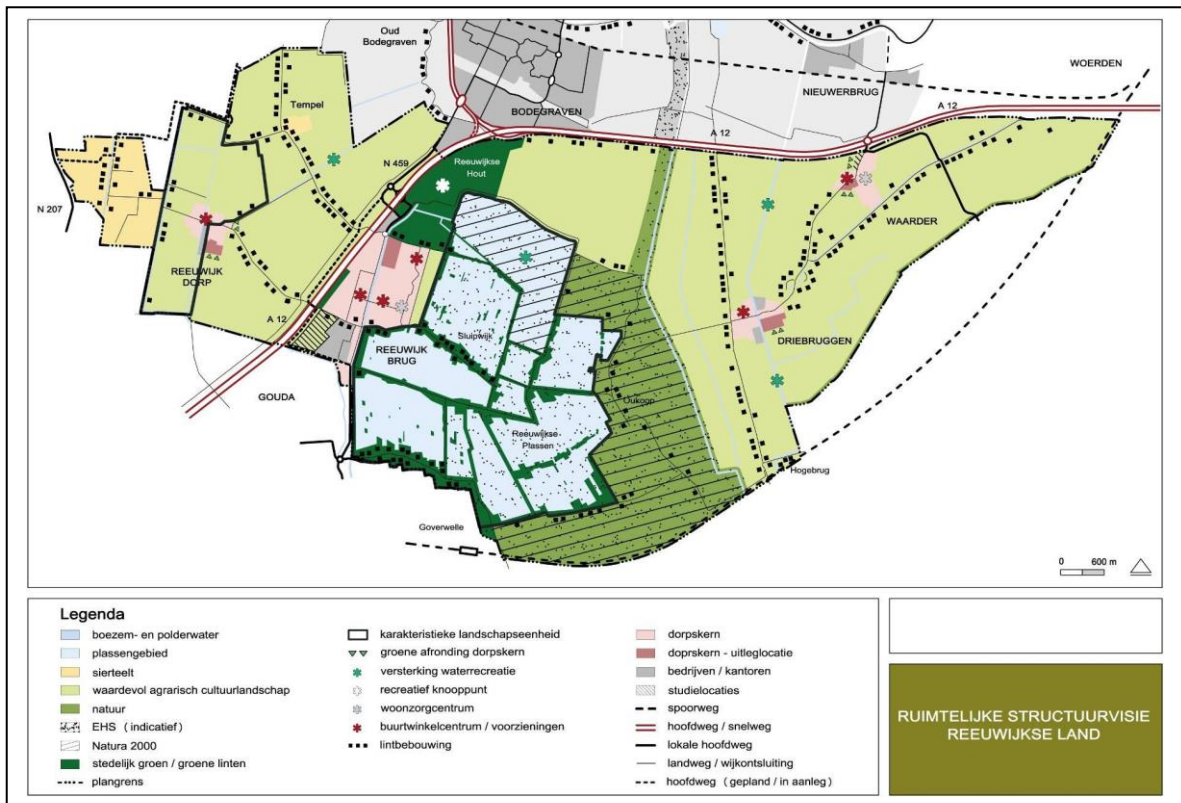 Oud
Bodegraven
WOERDEN
NIEUWERBRUG
BODEGRAVEN
A 12
A 12
Tempel
N 459
Reeuwijkse
Hout
N 207
WAARDER
REEUWIJK
DORP
A 12
Sluipwijk
REEUWIJK
BRUG
DRIEBRUGGEN
GOUDA
Oukoop
Reeuwijkse
Plassen
Hogebrug
Goverwelle
0 600 m
Legenda
boezem- en polderwater
plassengebied
sierteelt
waardevol agrarisch cultuurlandschap
natuur
EHS ( indicatief )
Natura 2000
stedelijk groen / groene linten
plangrens
karakteristieke landschapseenheid
groene afronding dorpskern
versterking waterrecreatie
recreatief knooppunt
woonzorgcentrum
buurtwinkelcentrum / voorzieningen
lintbebouwing
dorpskern
doprskern - uitleglocatie
bedrijven / kantoren
studielocaties
spoorweg
hoofdweg / snelweg
lokale hoofdweg
landweg / wijkontsluiting
hoofdweg ( gepland / in aanleg )
RUIMTELIJKE STRUCTUURVISIE
REEUWIJKSE LAND